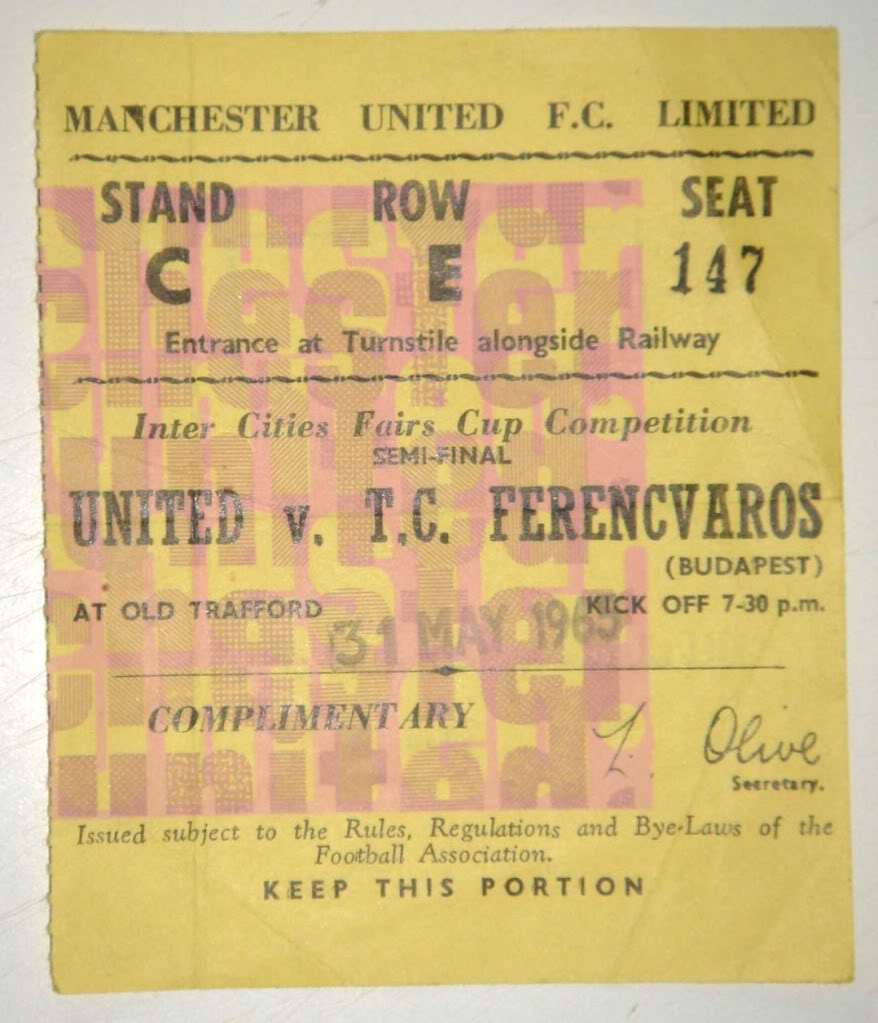 MANCHESTER UNITED F.C. LIMITED
STAND ROW SEAT
C E 147
Entrance at Turnstile alongside Railway
Inter Cities Fairs Cup Competition
SEMI-FINAL
UNITED v. T.C. FERENCVAROS
(BUDAPEST)
AT OLD TRAFFORD KICK OFF 7-30 p.m.
31 MAY 1965
COMPLIMENTARY
L. Olive
Secretary.
Issued subject to the Rules, Regulations and Bye-Laws of the
Football Association.
KEEP THIS PORTION